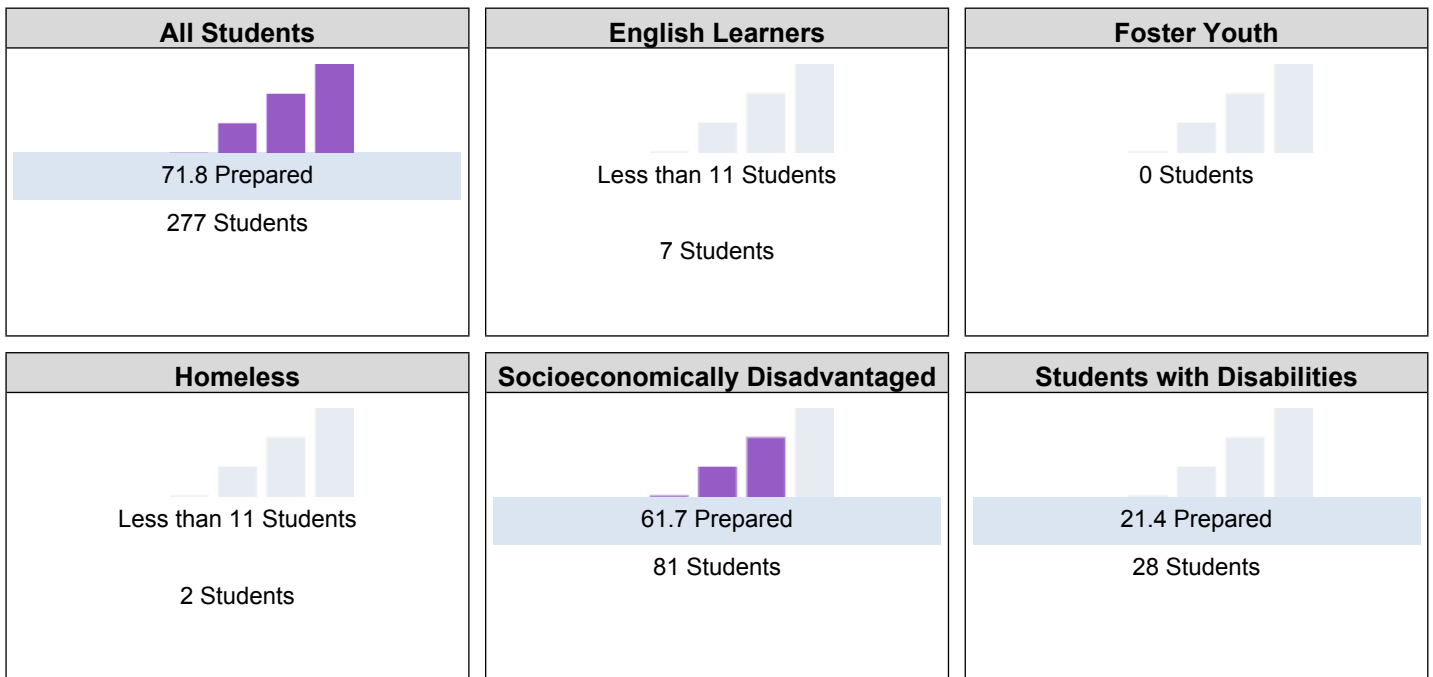 All Students
71.8 Prepared
277 Students
English Learners
Less than 11 Students
7 Students
Foster Youth
0 Students
Homeless
Less than 11 Students
2 Students
Socioeconomically Disadvantaged
61.7 Prepared
81 Students
Students with Disabilities
21.4 Prepared
28 Students